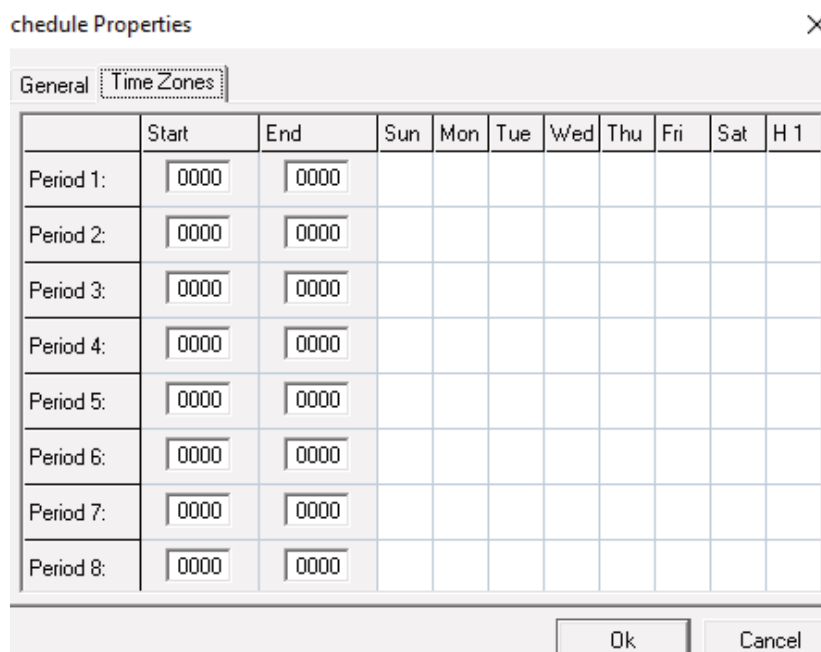 chedule Properties
General Time Zones
Start End Sun Mon Tue Wed Thu Fri Sat H 1
Period 1: 0000 0000
Period 2: 0000 0000
Period 3: 0000 0000
Period 4: 0000 0000
Period 5: 0000 0000
Period 6: 0000 0000
Period 7: 0000 0000
Period 8: 0000 0000
Ok Cancel